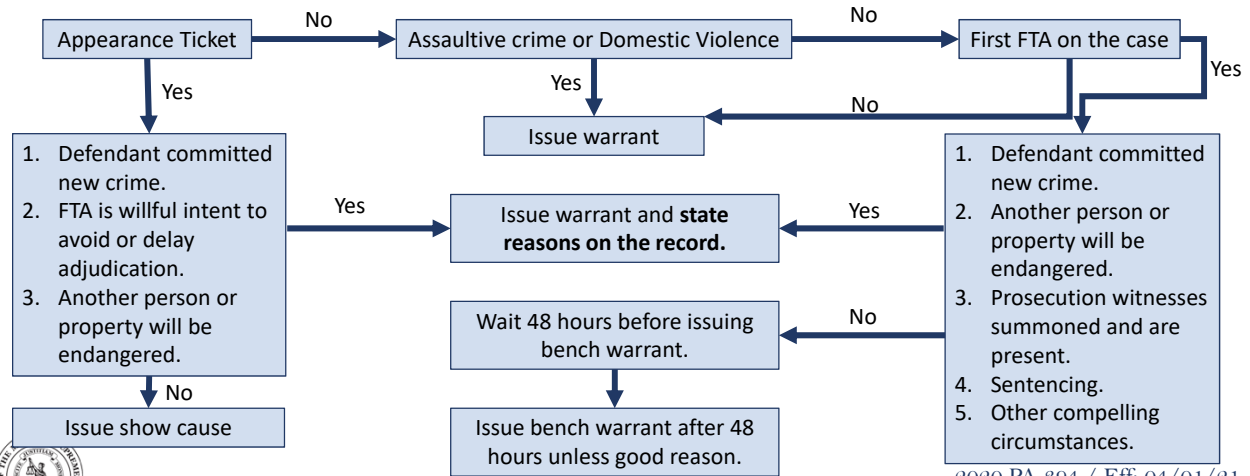 No
No
Appearance Ticket
Assaultive crime or Domestic Violence
First FTA on the case
Yes
Yes
Yes
No
Issue warrant
1. Defendant committed
new crime.
2. FTA is willful intent to
avoid or delay
adjudication.
3. Another person or
property will be
endangered.
Yes
Issue warrant and state
reasons on the record.
Yes
1. Defendant committed
new crime.
2. Another person or
property will be
endangered.
3. Prosecution witnesses
summoned and are
present.
4. Sentencing.
5. Other compelling
circumstances.
Wait 48 hours before issuing
bench warrant.
No
No
Issue show cause
Issue bench warrant after 48
hours unless good reason.